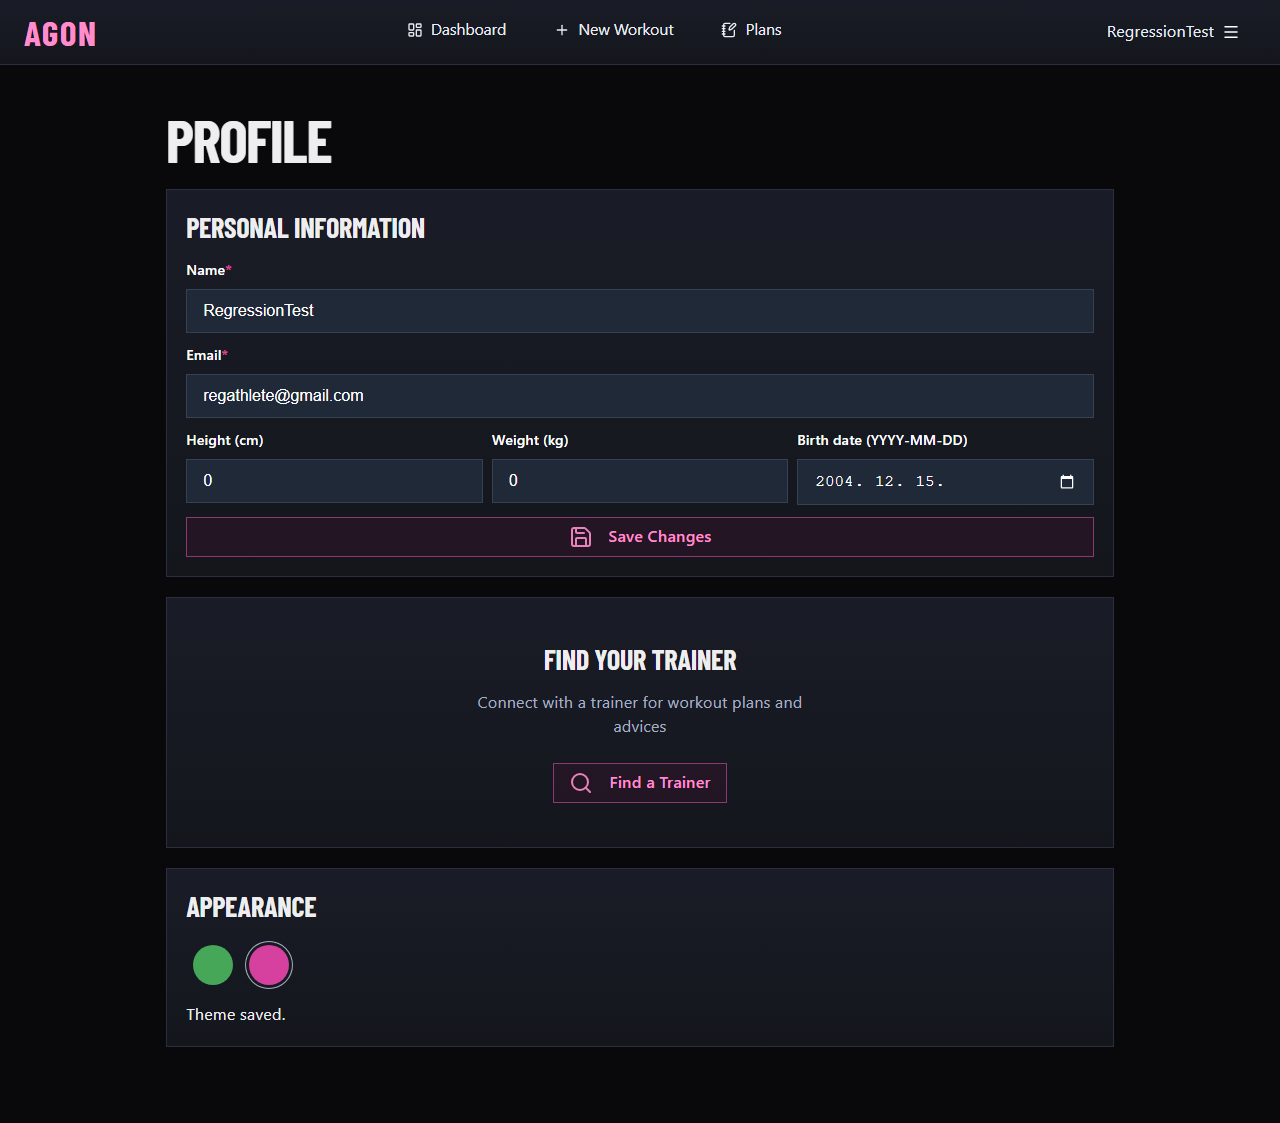 AGON
Dashboard
New Workout
Plans
RegressionTest
PROFILE
PERSONAL INFORMATION
Name*
RegressionTest
Email*
regathlete@gmail.com
Height (cm)
Weight (kg)
Birth date (YYYY-MM-DD)
0
0
2004. 12. 15.
Save Changes
FIND YOUR TRAINER
Connect with a trainer for workout plans and
advices
Find a Trainer
APPEARANCE
Theme saved.